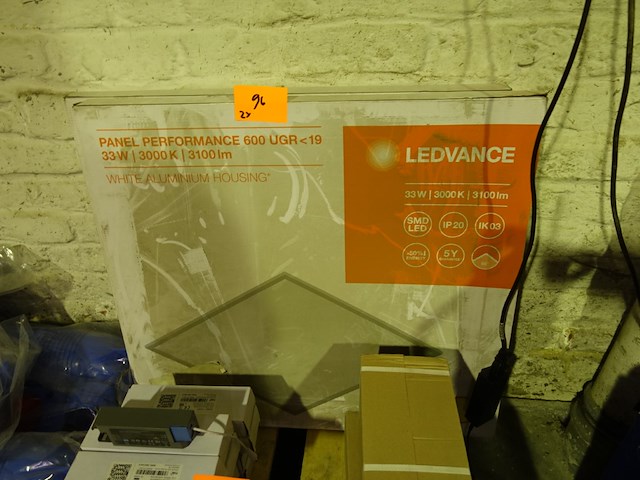 96
2x
PANEL PERFORMANCE 600 UGR<19
33W | 3000K | 3100lm
WHITE ALUMINIUM HOUSING*
LEDVANCE
33W | 3000K | 3100lm
SMD
LED
IP20
IK03
5Y